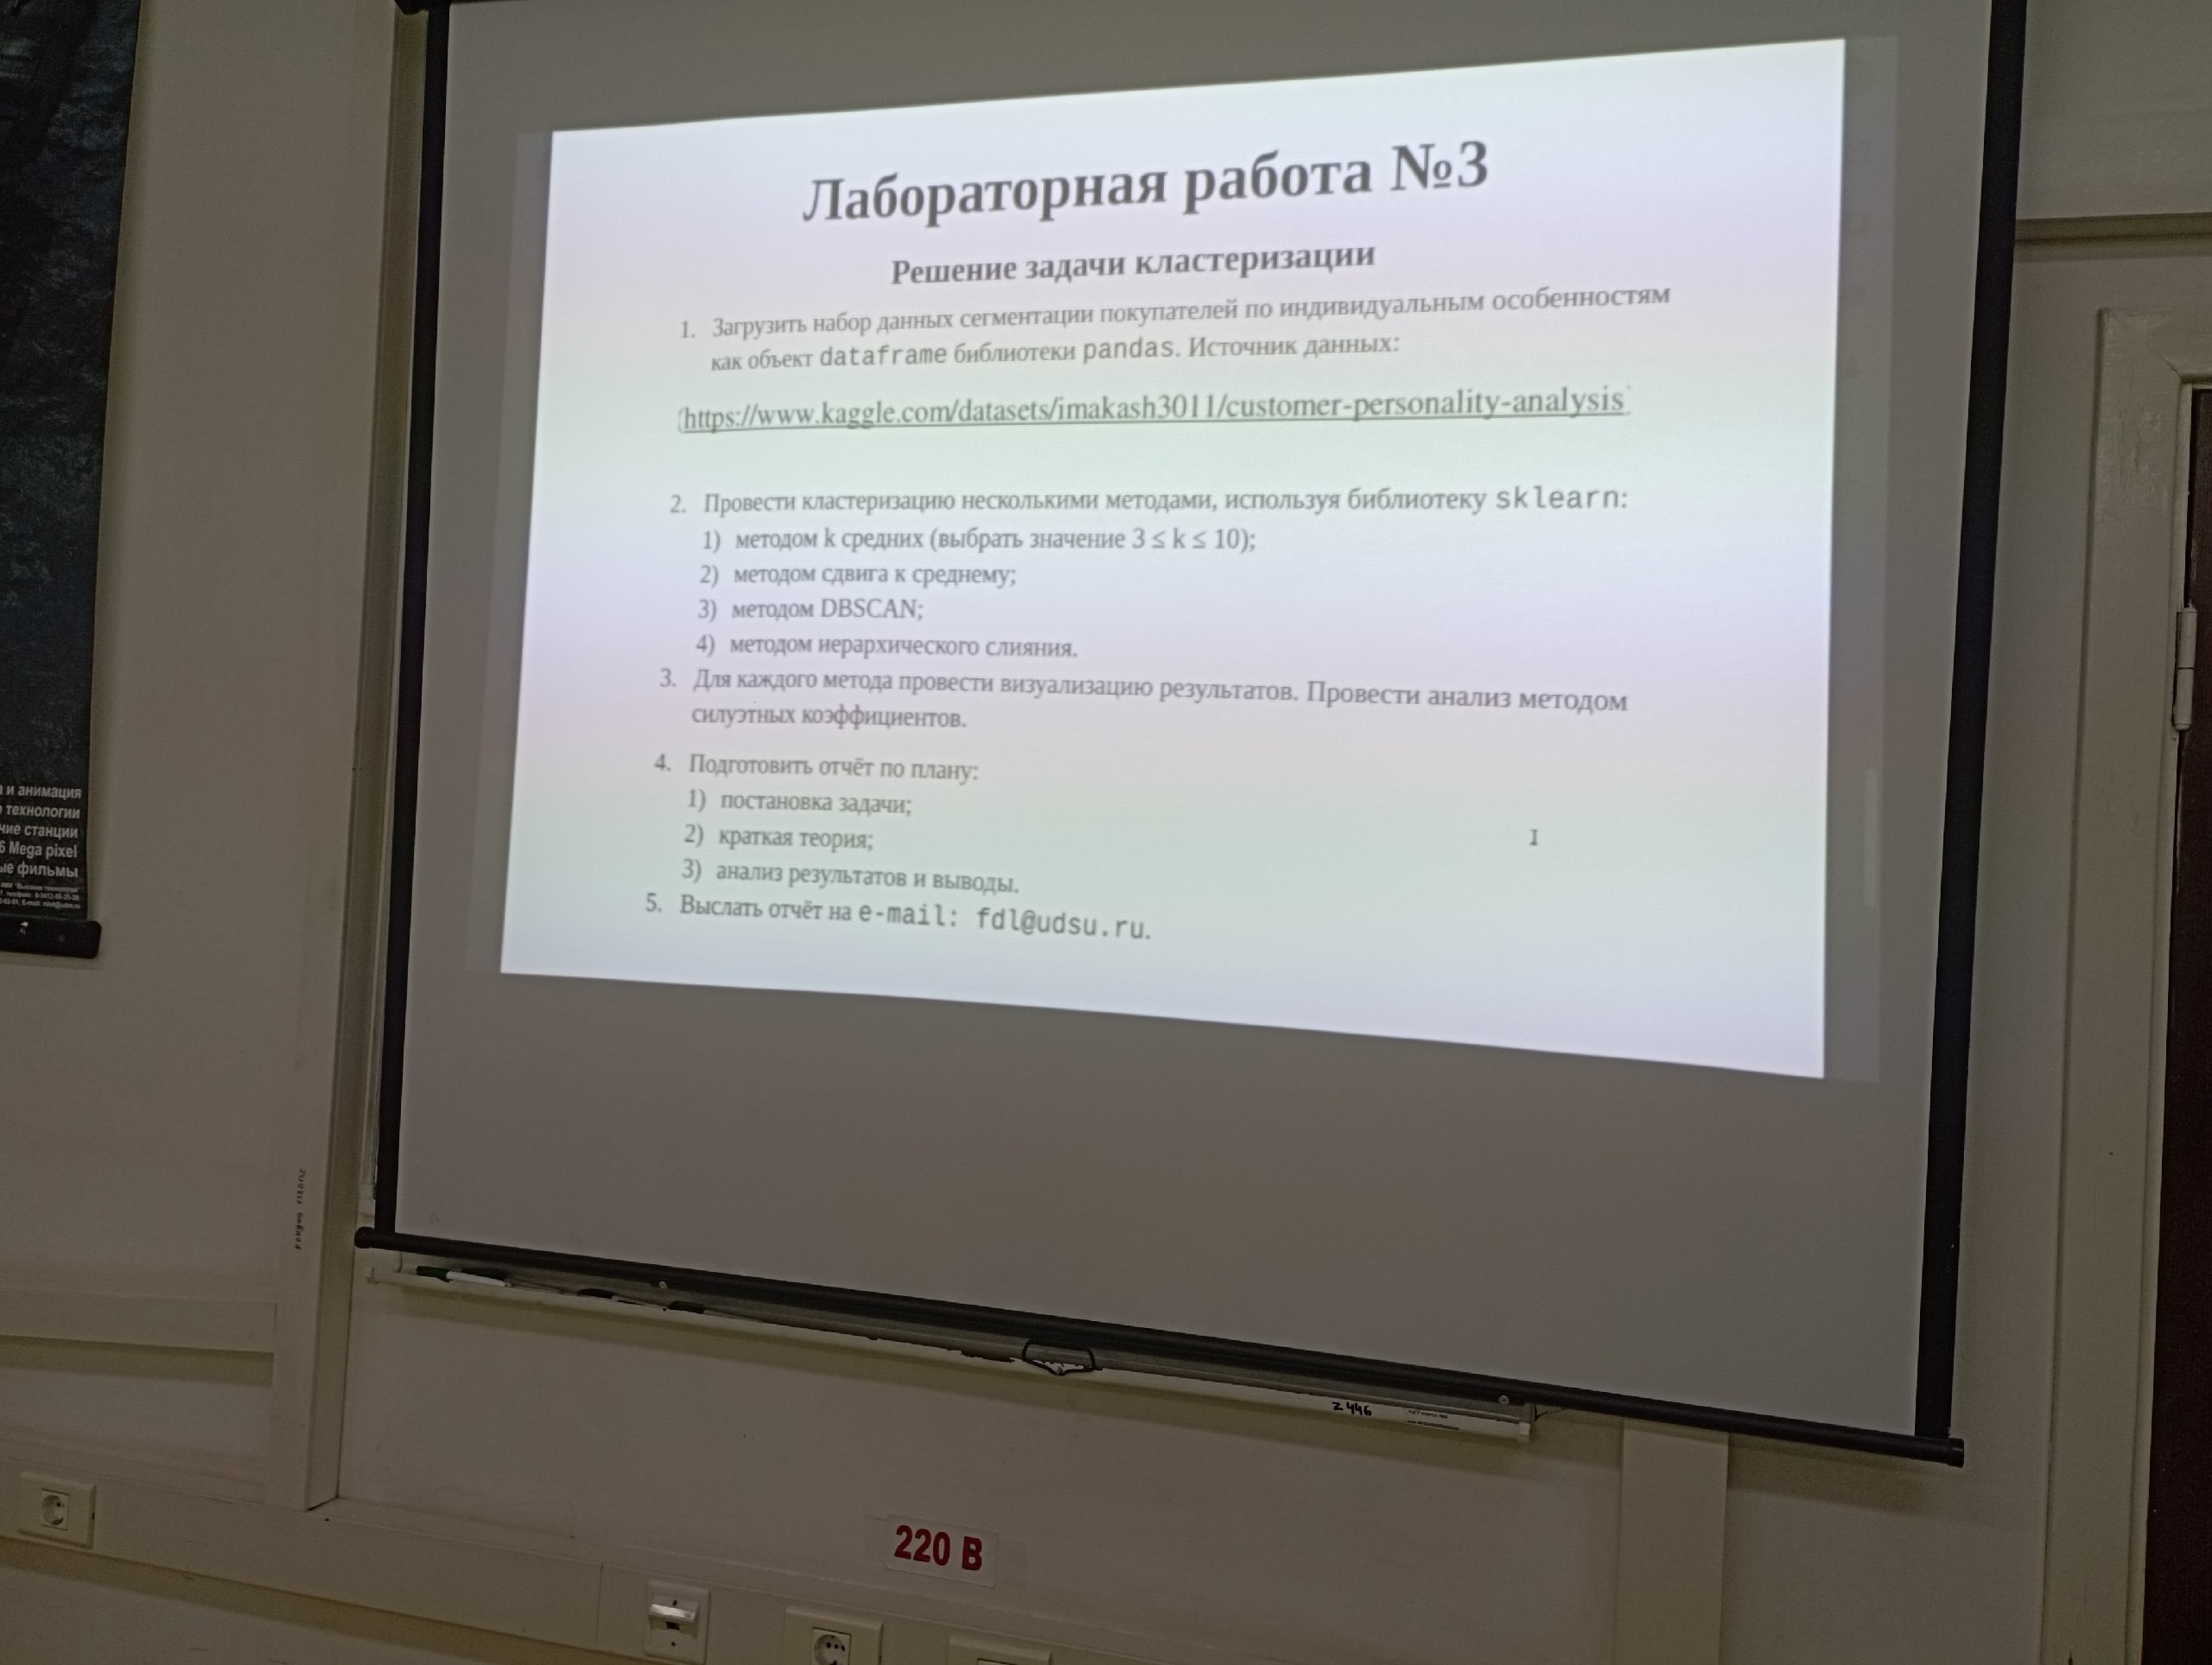 Лабораторная работа №3
Решение задачи кластеризации
1. Загрузить набор данных сегментации покупателей по индивидуальным особенностям
как объект dataframe библиотеки pandas. Источник данных:
(https://www.kaggle.com/datasets/imakash3011/customer-personality-analysis)
2. Провести кластеризацию несколькими методами, используя библиотеку sklearn:
1) методом k средних (выбрать значение 3 ≤ k ≤ 10);
2) методом сдвига к среднему;
3) методом DBSCAN;
4) методом иерархического слияния.
3. Для каждого метода провести визуализацию результатов. Провести анализ методом
силуэтных коэффициентов.
4. Подготовить отчёт по плану:
1) постановка задачи;
2) краткая теория;
3) анализ результатов и выводы.
5. Выслать отчёт на e-mail: fdl@udsu.ru.
и анимация
технологии
станции
6 Mega pixel
фильмы
Z 446
220 В